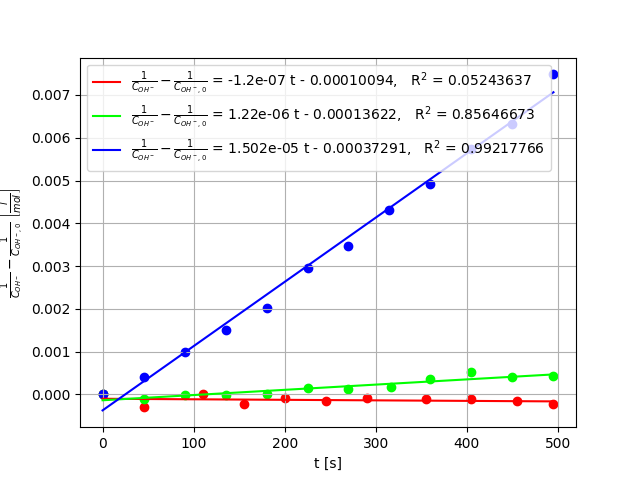 1/C_OH⁻ − 1/C_OH⁻,0 = -1.2e-07 t - 0.00010094, R² = 0.05243637
1/C_OH⁻ − 1/C_OH⁻,0 = 1.22e-06 t - 0.00013622, R² = 0.85646673
1/C_OH⁻ − 1/C_OH⁻,0 = 1.502e-05 t - 0.00037291, R² = 0.99217766
0.007
0.006
0.005
0.004
0.003
0.002
0.001
0.000
1/C_OH⁻ − 1/C_OH⁻,0 [l/mol]
0 100 200 300 400 500
t [s]